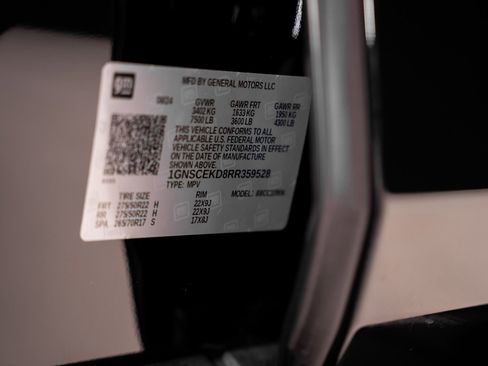 gm
MFD BY GENERAL MOTORS LLC
GVWR GAWR FRT GAWR RR
3402 KG 1633 KG 1950 KG
7500 LB 3600 LB 4300 LB
THIS VEHICLE CONFORMS TO ALL
APPLICABLE U.S. FEDERAL MOTOR
VEHICLE SAFETY STANDARDS IN EFFECT
ON THE DATE OF MANUFACTURE
SHOWN ABOVE.
1GNSCEKD8RR359528
TYPE: MPV MODEL:
TIRE SIZE RIM
FRT 275/50R22 H 22X9J
RR 275/50R22 H 22X9J
SPA 265/70R17 S 17X8J